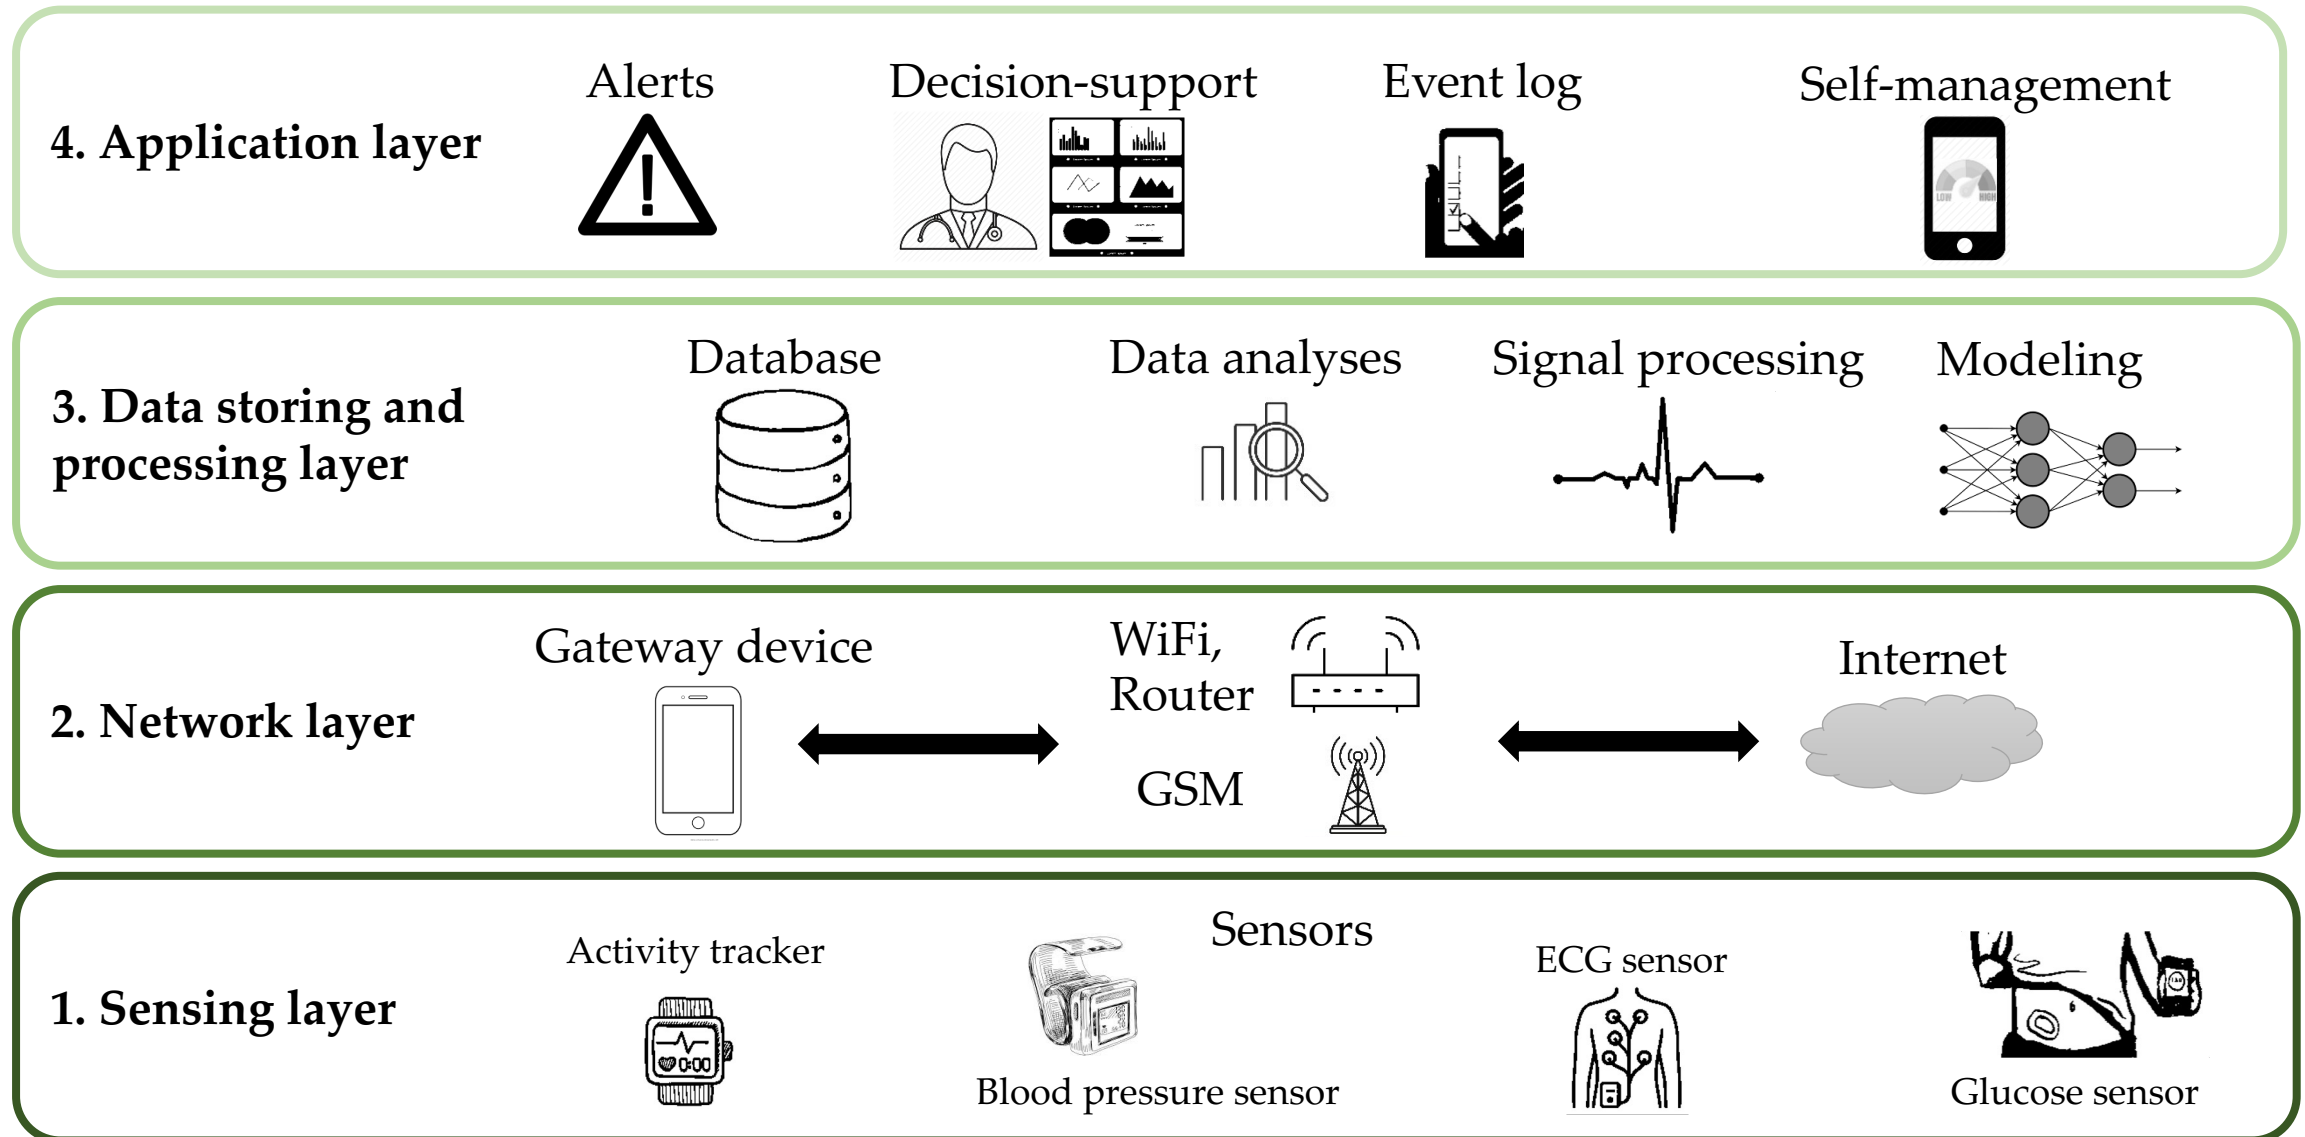 Alerts
Decision-support
Event log
Self-management
4. Application layer
LOW
HIGH
Database
Data analyses
Signal processing
Modeling
3. Data storing and
processing layer
Gateway device
WiFi,
Router
Internet
2. Network layer
GSM
Sensors
Activity tracker
ECG sensor
1. Sensing layer
Blood pressure sensor
Glucose sensor